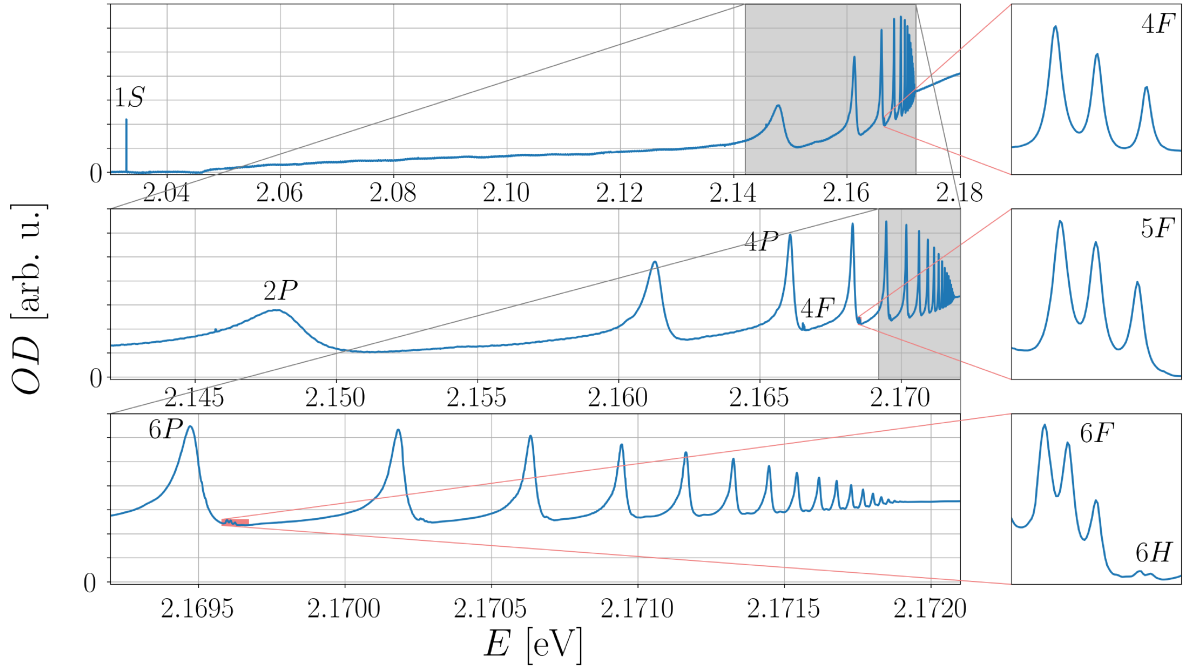 1S
4F
0
2.04 2.06 2.08 2.10 2.12 2.14 2.16 2.18
OD [arb. u.]
2P
4P
4F
5F
0
2.145 2.150 2.155 2.160 2.165 2.170
6P
6F
6H
0
2.1695 2.1700 2.1705 2.1710 2.1715 2.1720
E [eV]